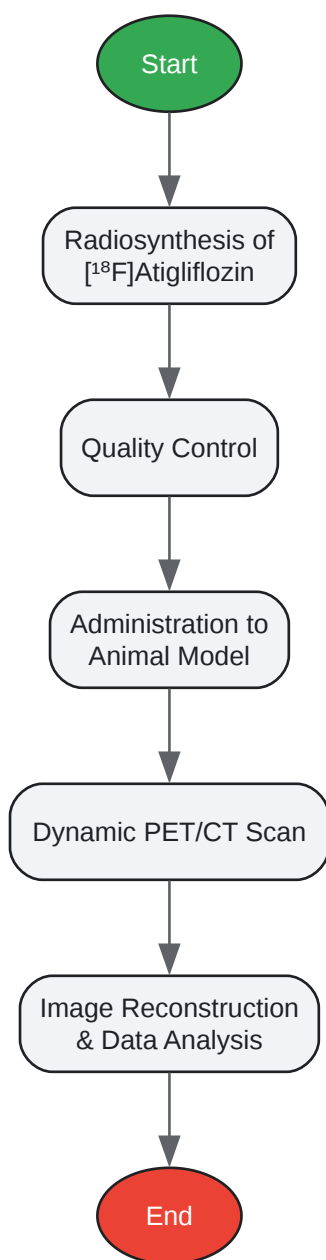 Start
Radiosynthesis of
[¹⁸F]Atigliflozin
Quality Control
Administration to
Animal Model
Dynamic PET/CT Scan
Image Reconstruction
& Data Analysis
End